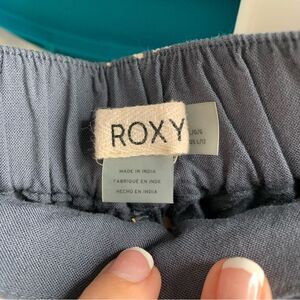 ROXY
MADE IN INDIA
FABRIQUÉ EN INDE
HECHO EN INDIA